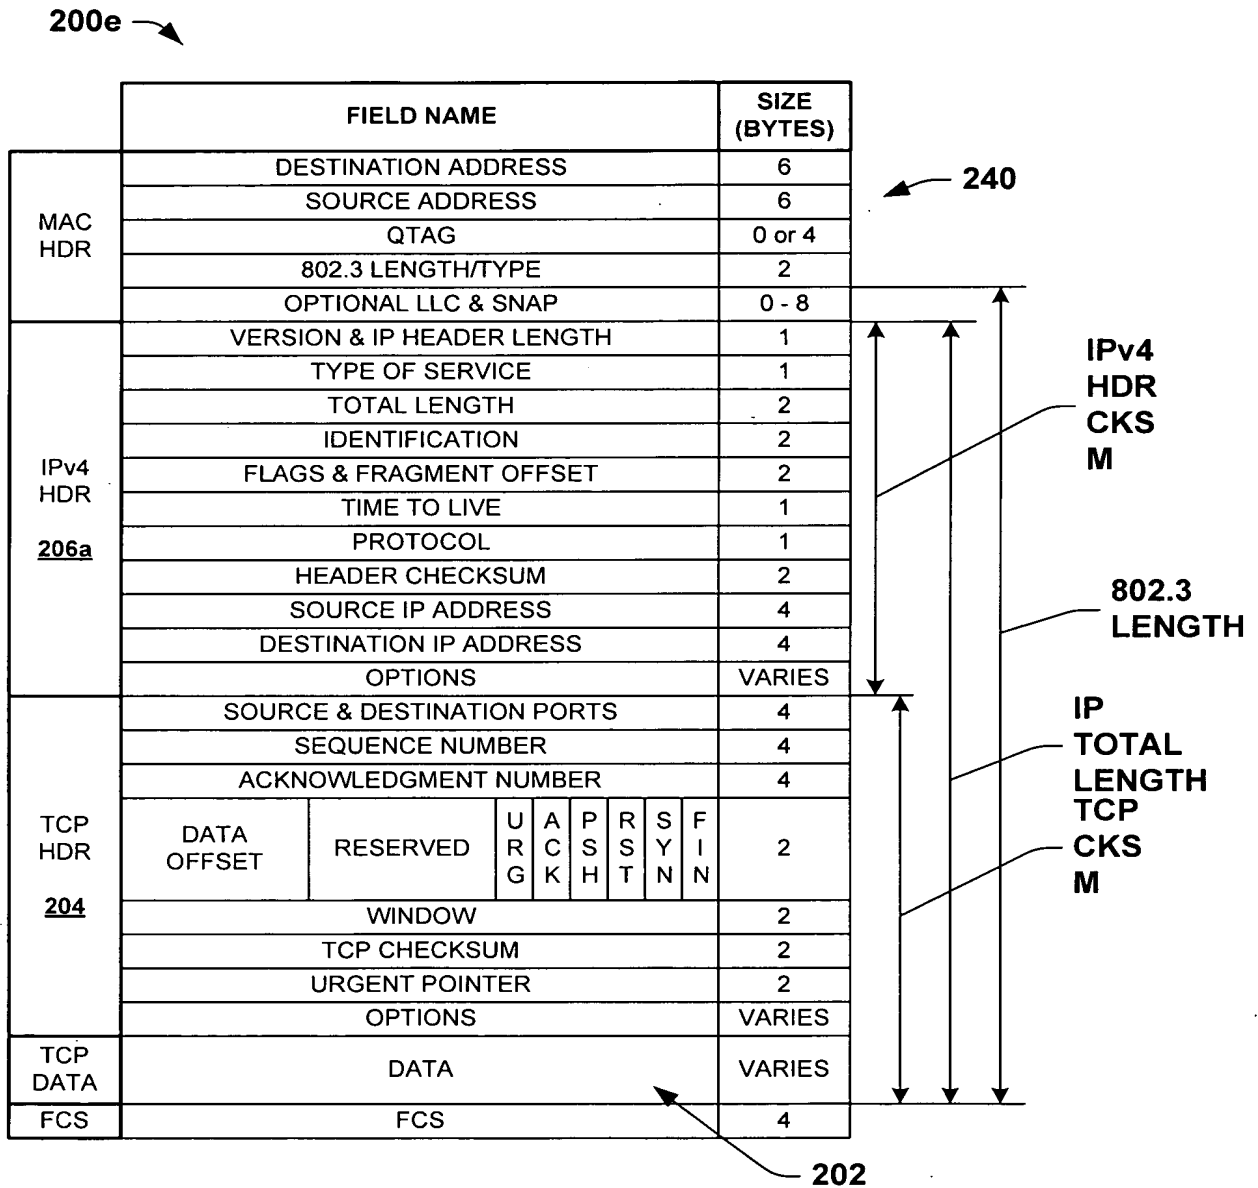 200e
FIELD NAME
SIZE
(BYTES)
MAC
HDR
DESTINATION ADDRESS 6
SOURCE ADDRESS 6
QTAG 0 or 4
802.3 LENGTH/TYPE 2
OPTIONAL LLC & SNAP 0 - 8
240
IPv4
HDR
206a
VERSION & IP HEADER LENGTH 1
TYPE OF SERVICE 1
TOTAL LENGTH 2
IDENTIFICATION 2
FLAGS & FRAGMENT OFFSET 2
TIME TO LIVE 1
PROTOCOL 1
HEADER CHECKSUM 2
SOURCE IP ADDRESS 4
DESTINATION IP ADDRESS 4
OPTIONS VARIES
TCP
HDR
204
SOURCE & DESTINATION PORTS 4
SEQUENCE NUMBER 4
ACKNOWLEDGMENT NUMBER 4
DATA
OFFSET
RESERVED
URG
ACK
PSH
RST
SYN
FIN
2
WINDOW 2
TCP CHECKSUM 2
URGENT POINTER 2
OPTIONS VARIES
TCP
DATA
DATA VARIES
FCS FCS 4
202
IPv4
HDR
CKS
M
802.3
LENGTH
IP
TOTAL
LENGTH
TCP
CKS
M